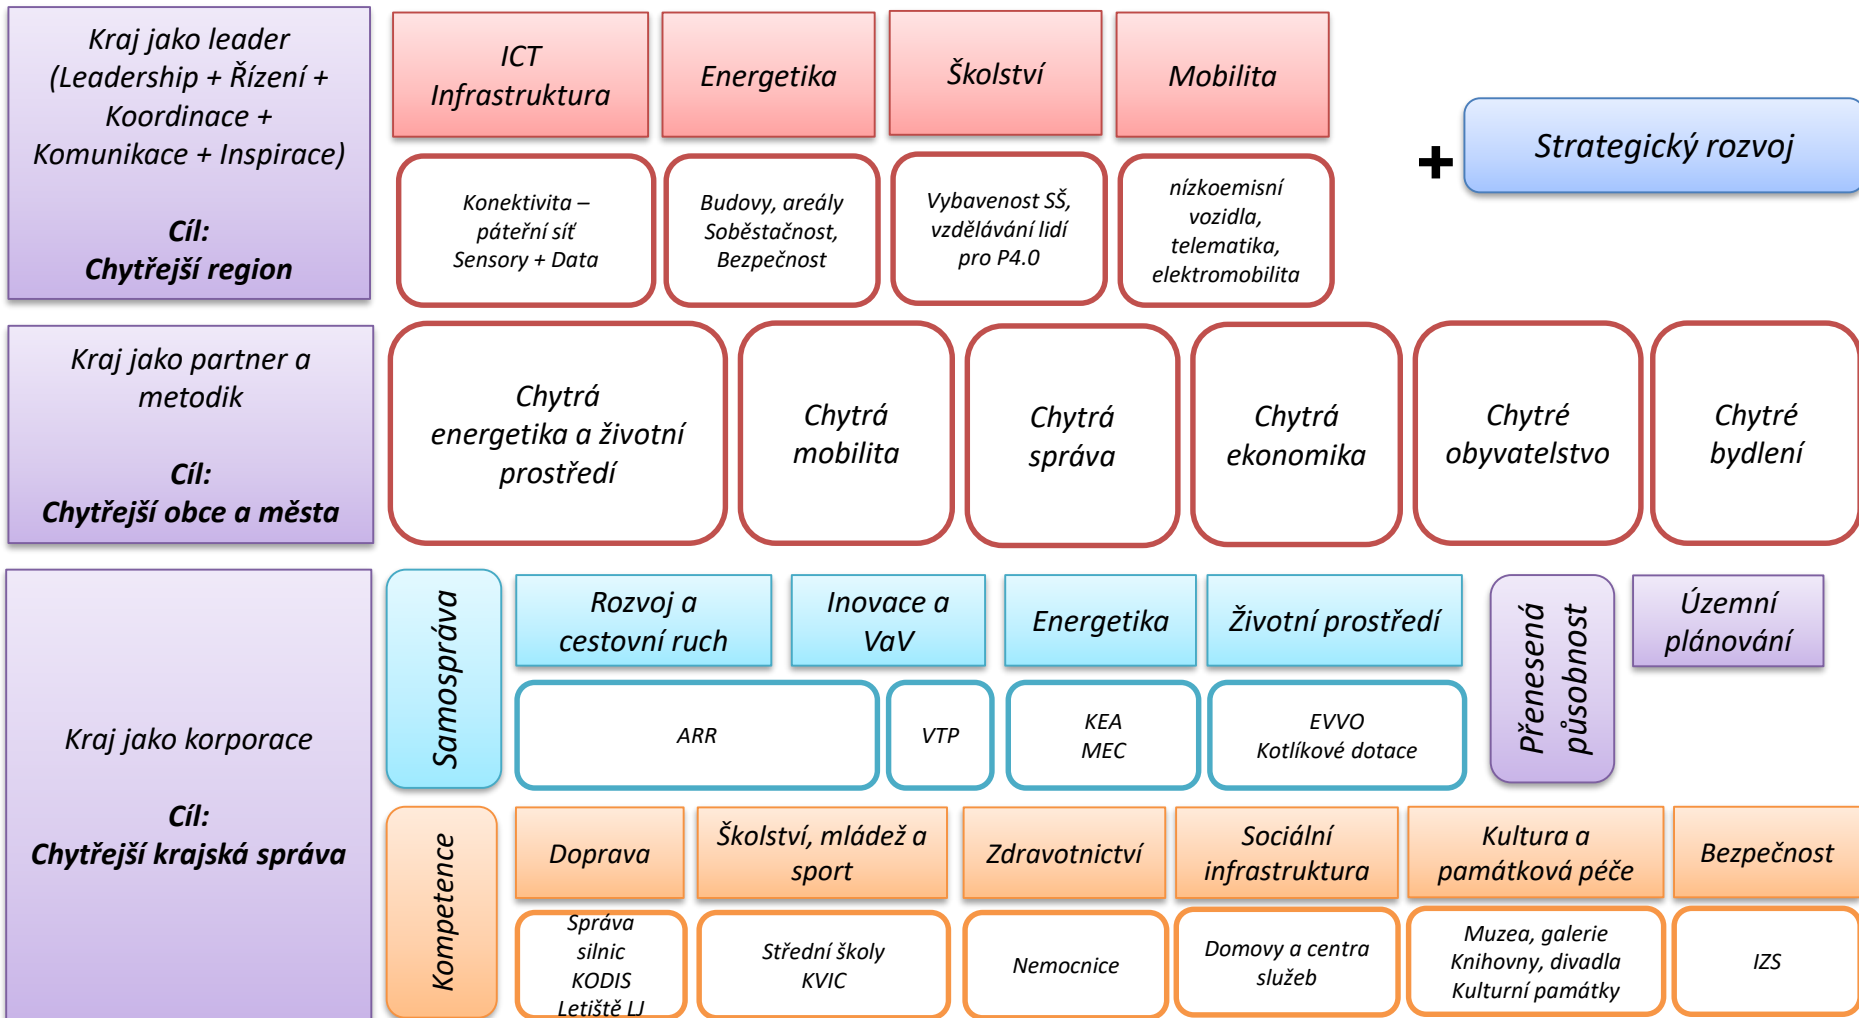 Kraj jako leader
(Leadership + Řízení +
Koordinace +
Komunikace + Inspirace)
Cíl:
Chytřejší region
ICT
Infrastruktura
Energetika
Školství
Mobilita
Konektivita –
páteřní síť
Sensory + Data
Budovy, areály
Soběstačnost,
Bezpečnost
Vybavenost SŠ,
vzdělávání lidí
pro P4.0
nízkoemisní
vozidla,
telematika,
elektromobilita
+
Strategický rozvoj
Kraj jako partner a
metodik
Cíl:
Chytřejší obce a města
Chytrá
energetika a životní
prostředí
Chytrá
mobilita
Chytrá
správa
Chytrá
ekonomika
Chytré
obyvatelstvo
Chytré
bydlení
Kraj jako korporace
Cíl:
Chytřejší krajská správa
Samospráva
Rozvoj a
cestovní ruch
Inovace a
VaV
Energetika
Životní prostředí
ARR
VTP
KEA
MEC
EVVO
Kotlíkové dotace
Přenesená
působnost
Územní
plánování
Kompetence
Doprava
Školství, mládež a
sport
Zdravotnictví
Sociální
infrastruktura
Kultura a
památková péče
Bezpečnost
Správa
silnic
KODIS
Letiště LJ
Střední školy
KVIC
Nemocnice
Domovy a centra
služeb
Muzea, galerie
Knihovny, divadla
Kulturní památky
IZS